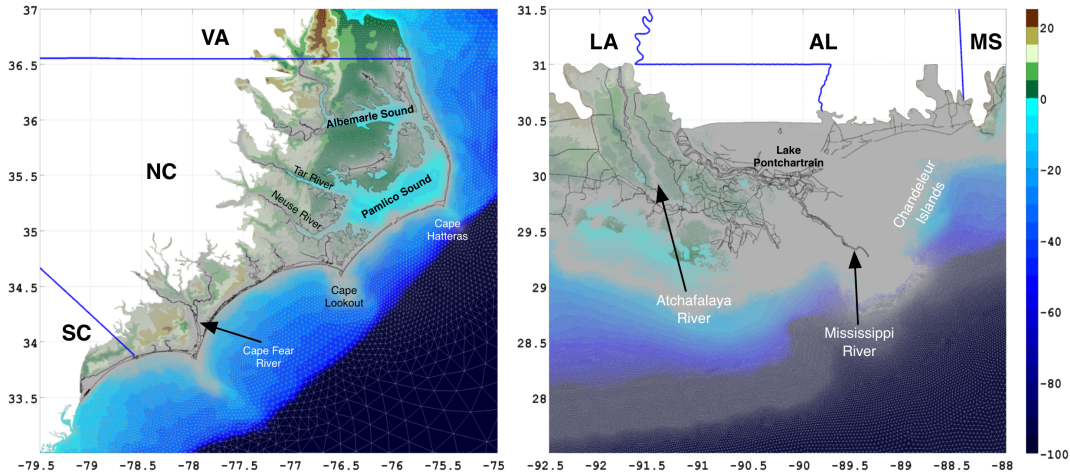 37
36.5
36
35.5
35
34.5
34
33.5
-79.5
-79
-78.5
-78
-77.5
-77
-76.5
-76
-75.5
-75
VA
NC
SC
Albemarle Sound
Tar River
Pamlico Sound
Neuse River
Cape
Hatteras
Cape
Lookout
Cape Fear
River
31.5
31
30.5
30
29.5
29
28.5
28
-92.5
-92
-91.5
-91
-90.5
-90
-89.5
-89
-88.5
-88
LA
AL
MS
Lake
Pontchartrain
Chandeleur
Islands
Atchafalaya
River
Mississippi
River
20
0
-20
-40
-60
-80
-100